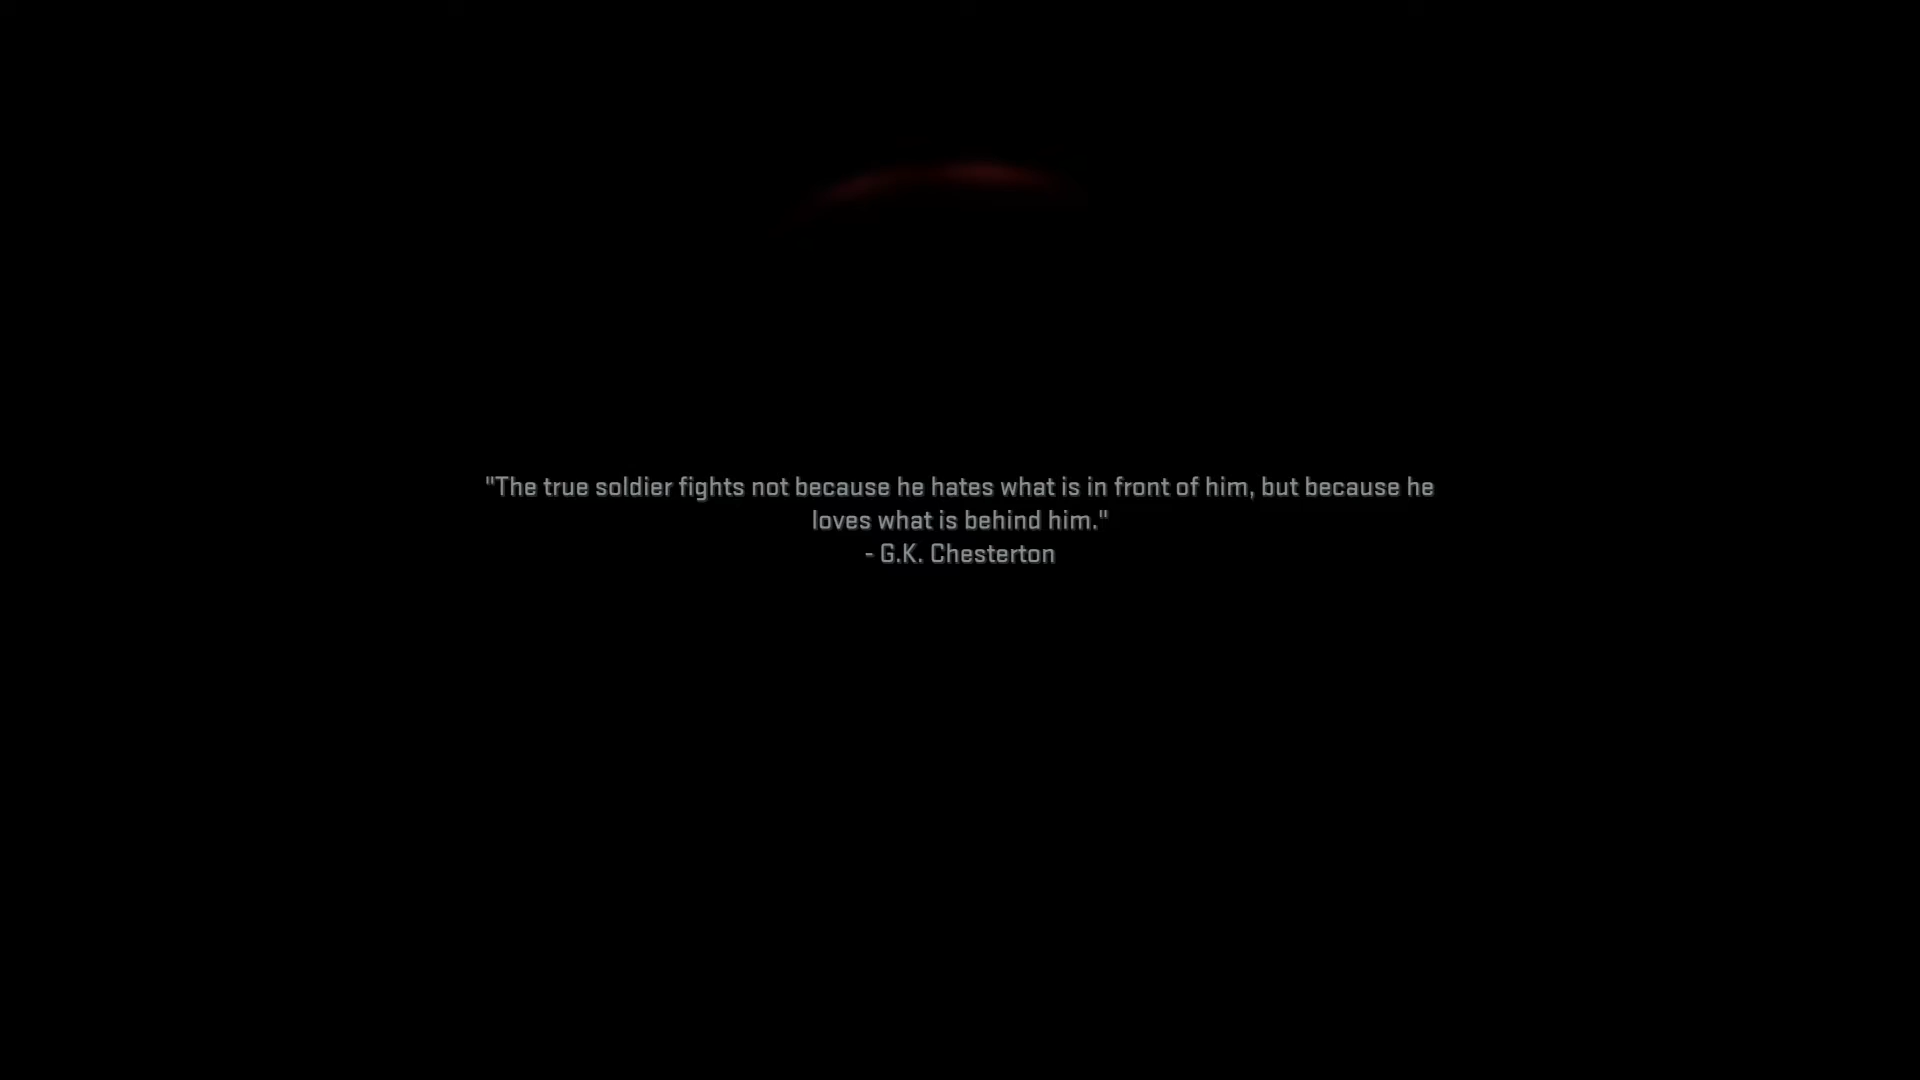 "The true soldier fights not because he hates what is in front of him, but because he
loves what is behind him."
- G.K. Chesterton